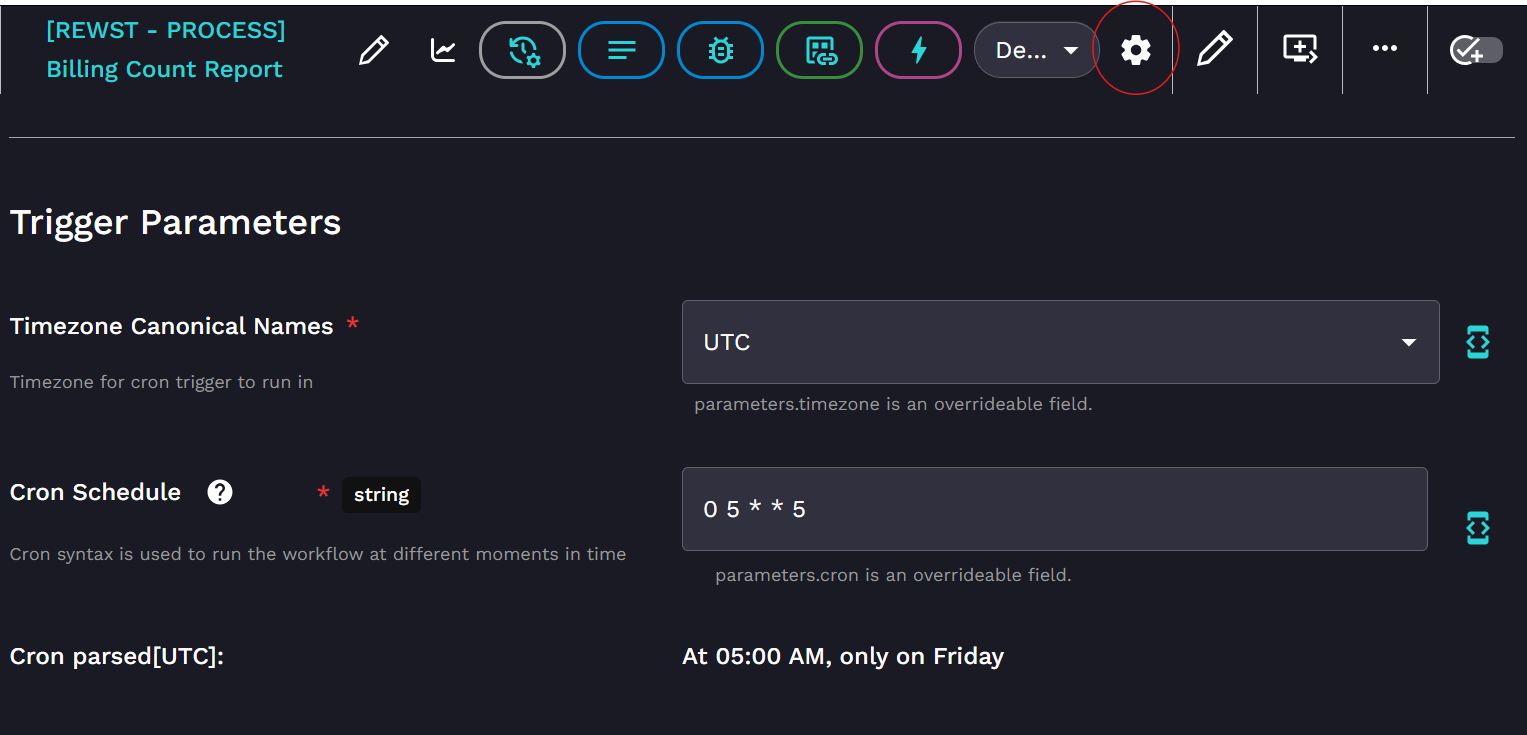 [REWST - PROCESS]
Billing Count Report
De...
Trigger Parameters
Timezone Canonical Names *
UTC
Timezone for cron trigger to run in
parameters.timezone is an overrideable field.
Cron Schedule ? * string
0 5 * * 5
Cron syntax is used to run the workflow at different moments in time
parameters.cron is an overrideable field.
Cron parsed[UTC]:
At 05:00 AM, only on Friday